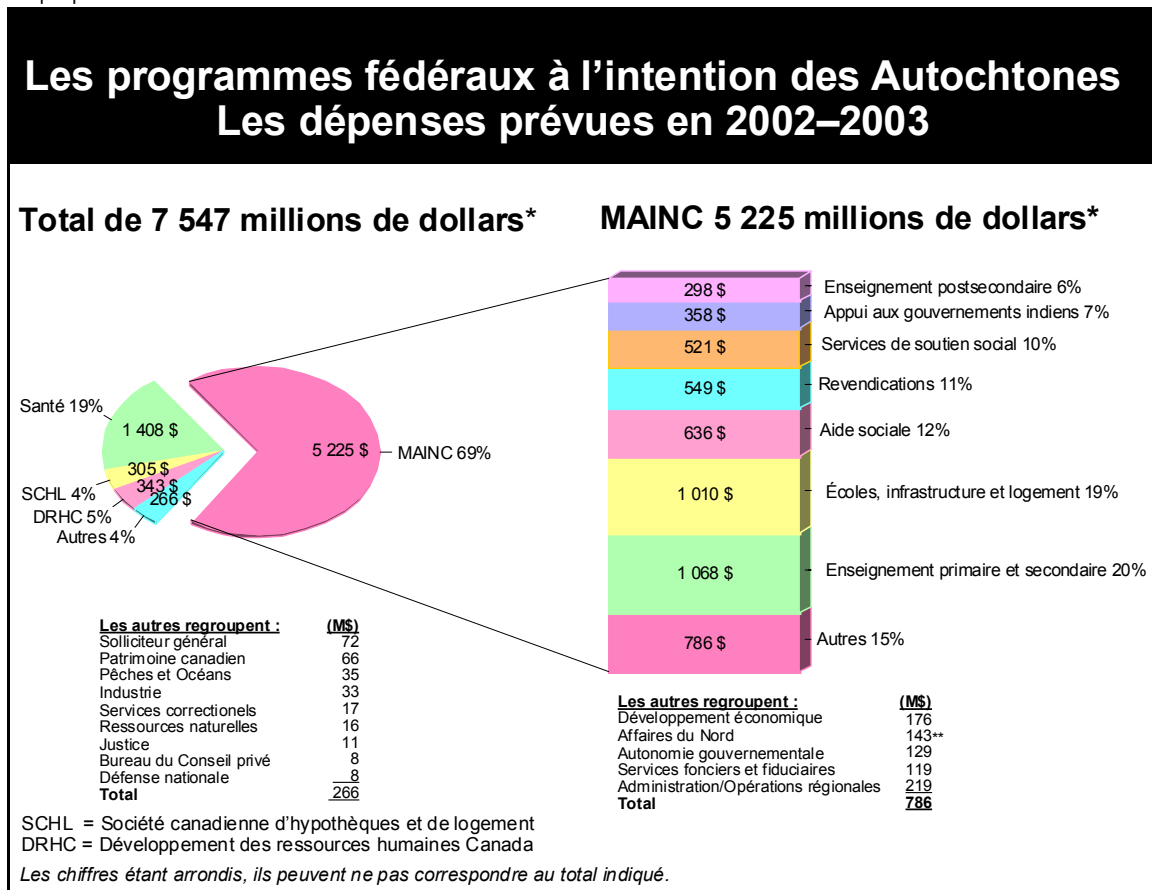 Les programmes fédéraux à l'intention des Autochtones
Les dépenses prévues en 2002–2003
Total de 7 547 millions de dollars*
Santé 19%
1 408 $
305 $
343 $
266 $
SCHL 4%
DRHC 5%
Autres 4%
5 225 $
MAINC 69%
MAINC 5 225 millions de dollars*
298 $ Enseignement postsecondaire 6%
358 $ Appui aux gouvernements indiens 7%
521 $ Services de soutien social 10%
549 $ Revendications 11%
636 $ Aide sociale 12%
1 010 $ Écoles, infrastructure et logement 19%
1 068 $ Enseignement primaire et secondaire 20%
786 $ Autres 15%
Les autres regroupent : (M$)
Solliciteur général 72
Patrimoine canadien 66
Pêches et Océans 35
Industrie 33
Services correctionels 17
Ressources naturelles 16
Justice 11
Bureau du Conseil privé 8
Défense nationale 8
Total 266
Les autres regroupent : (M$)
Développement économique 176
Affaires du Nord 143**
Autonomie gouvernementale 129
Services fonciers et fiduciaires 119
Administration/Opérations régionales 219
Total 786
SCHL = Société canadienne d'hypothèques et de logement
DRHC = Développement des ressources humaines Canada
Les chiffres étant arrondis, ils peuvent ne pas correspondre au total indiqué.